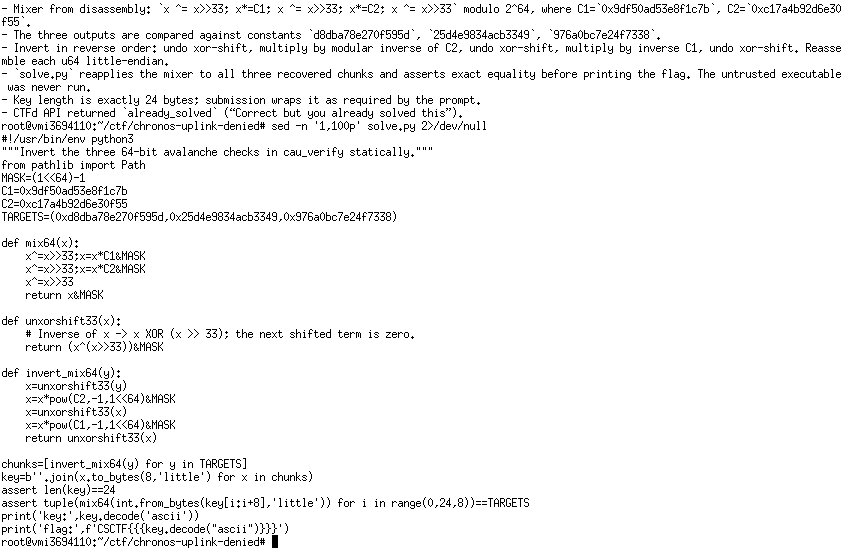 - Mixer from disassembly: `x ^= x>>33; x*=C1; x ^= x>>33; x*=C2; x ^= x>>33` modulo 2^64, where C1=`0x9df50ad53e8f1c7b`, C2=`0xc17a4b92d6e30
f55`.
- The three outputs are compared against constants `d8dba78e270f595d`, `25d4e9834acb3349`, `976a0bc7e24f7338`.
- Invert in reverse order: undo xor-shift, multiply by modular inverse of C2, undo xor-shift, multiply by inverse C1, undo xor-shift. Reasse
mble each u64 little-endian.
- `solve.py` reapplies the mixer to all three recovered chunks and asserts exact equality before printing the flag. The untrusted executable
 was never run.
- Key length is exactly 24 bytes; submission wraps it as required by the prompt.
- CTFd API returned `already_solved` (“Correct but you already solved this”).
root@vmi3694110:~/ctf/chronos-uplink-denied# sed -n '1,100p' solve.py 2>/dev/null
#!/usr/bin/env python3
"""Invert the three 64-bit avalanche checks in cau_verify statically."""
from pathlib import Path
MASK=(1<<64)-1
C1=0x9df50ad53e8f1c7b
C2=0xc17a4b92d6e30f55
TARGETS=(0xd8dba78e270f595d,0x25d4e9834acb3349,0x976a0bc7e24f7338)

def mix64(x):
    x^=x>>33;x=x*C1&MASK
    x^=x>>33;x=x*C2&MASK
    x^=x>>33
    return x&MASK

def unxorshift33(x):
    # Inverse of x -> x XOR (x >> 33); the next shifted term is zero.
    return (x^(x>>33))&MASK

def invert_mix64(y):
    x=unxorshift33(y)
    x=x*pow(C2,-1,1<<64)&MASK
    x=unxorshift33(x)
    x=x*pow(C1,-1,1<<64)&MASK
    return unxorshift33(x)

chunks=[invert_mix64(y) for y in TARGETS]
key=b''.join(x.to_bytes(8,'little') for x in chunks)
assert len(key)==24
assert tuple(mix64(int.from_bytes(key[i:i+8],'little')) for i in range(0,24,8))==TARGETS
print('key:',key.decode('ascii'))
print('flag:',f'CSCTF{{{key.decode("ascii")}}}')
root@vmi3694110:~/ctf/chronos-uplink-denied#